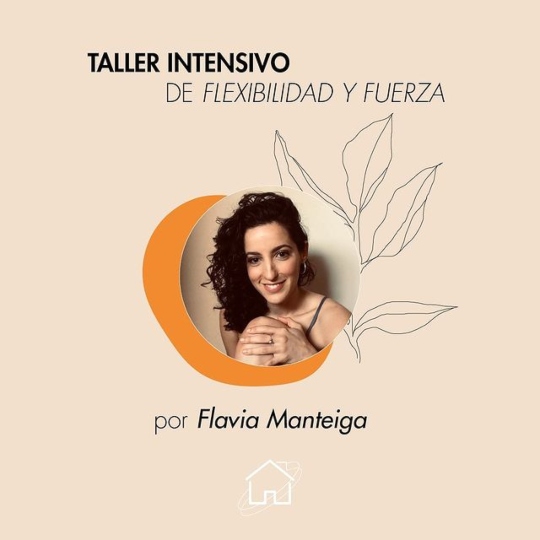 TALLER INTENSIVO
DE FLEXIBILIDAD Y FUERZA
por Flavia Manteiga